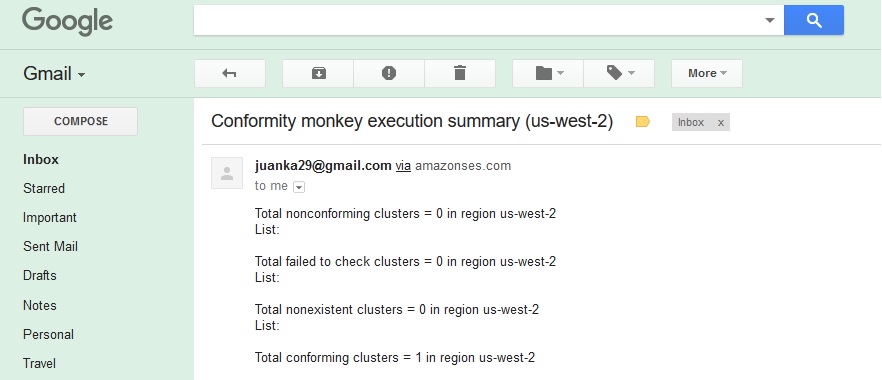 Google
Gmail
More
COMPOSE
Inbox
Starred
Important
Sent Mail
Drafts
Notes
Personal
Travel
Conformity monkey execution summary (us-west-2)
Inbox x
juanka29@gmail.com via amazonses.com
to me
Total nonconforming clusters = 0 in region us-west-2
List:
Total failed to check clusters = 0 in region us-west-2
List:
Total nonexistent clusters = 0 in region us-west-2
List:
Total conforming clusters = 1 in region us-west-2